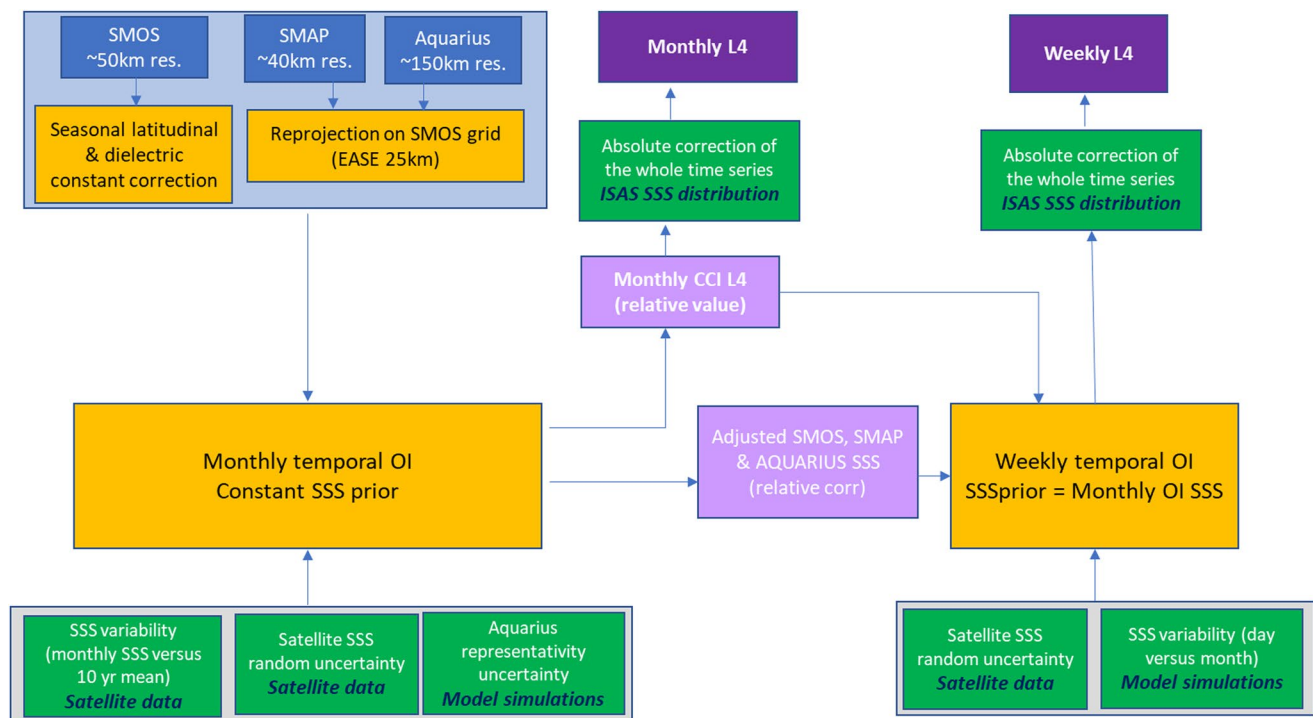 SMOS
~50km res.
SMAP
~40km res.
Aquarius
~150km res.
Seasonal latitudinal
& dielectric
constant correction
Reprojection on SMOS grid
(EASE 25km)
Monthly L4
Weekly L4
Absolute correction of
the whole time series
ISAS SSS distribution
Absolute correction of
the whole time series
ISAS SSS distribution
Monthly CCI L4
(relative value)
Monthly temporal OI
Constant SSS prior
Adjusted SMOS, SMAP
& AQUARIUS SSS
(relative corr)
Weekly temporal OI
SSSprior = Monthly OI SSS
SSS variability
(monthly SSS versus
10 yr mean)
Satellite data
Satellite SSS
random uncertainty
Satellite data
Aquarius
representativity
uncertainty
Model simulations
Satellite SSS
random uncertainty
Satellite data
SSS variability (day
versus month)
Model simulations